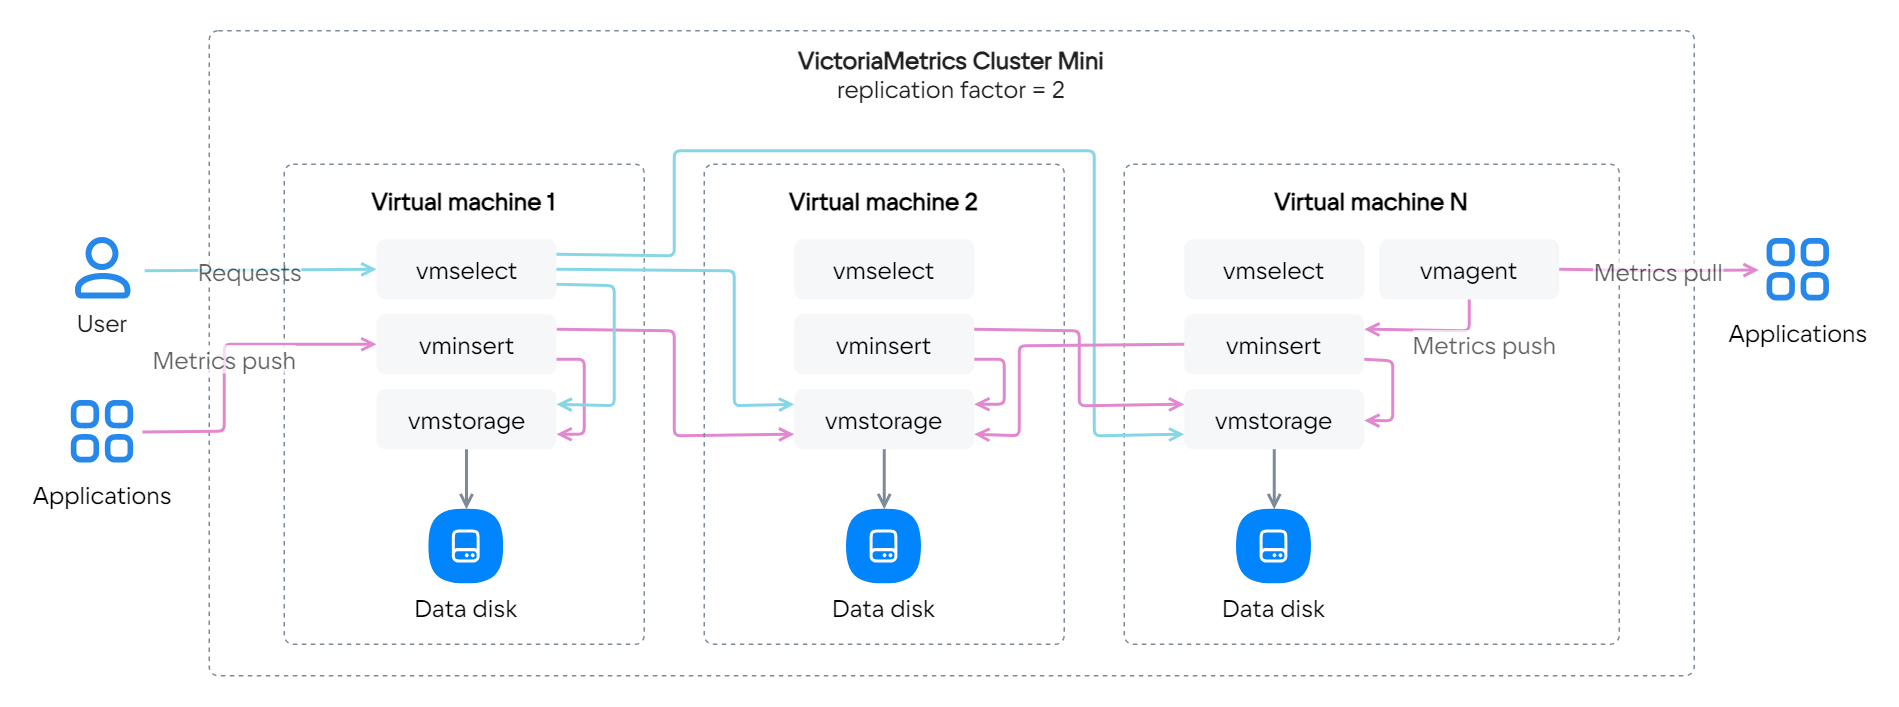 VictoriaMetrics Cluster Mini
replication factor = 2
Virtual machine 1
Virtual machine 2
Virtual machine N
vmselect
vmselect
vmselect
vmagent
Requests
Metrics pull
User
Applications
vminsert
vminsert
vminsert
Metrics push
Metrics push
vmstorage
vmstorage
vmstorage
Applications
Data disk
Data disk
Data disk